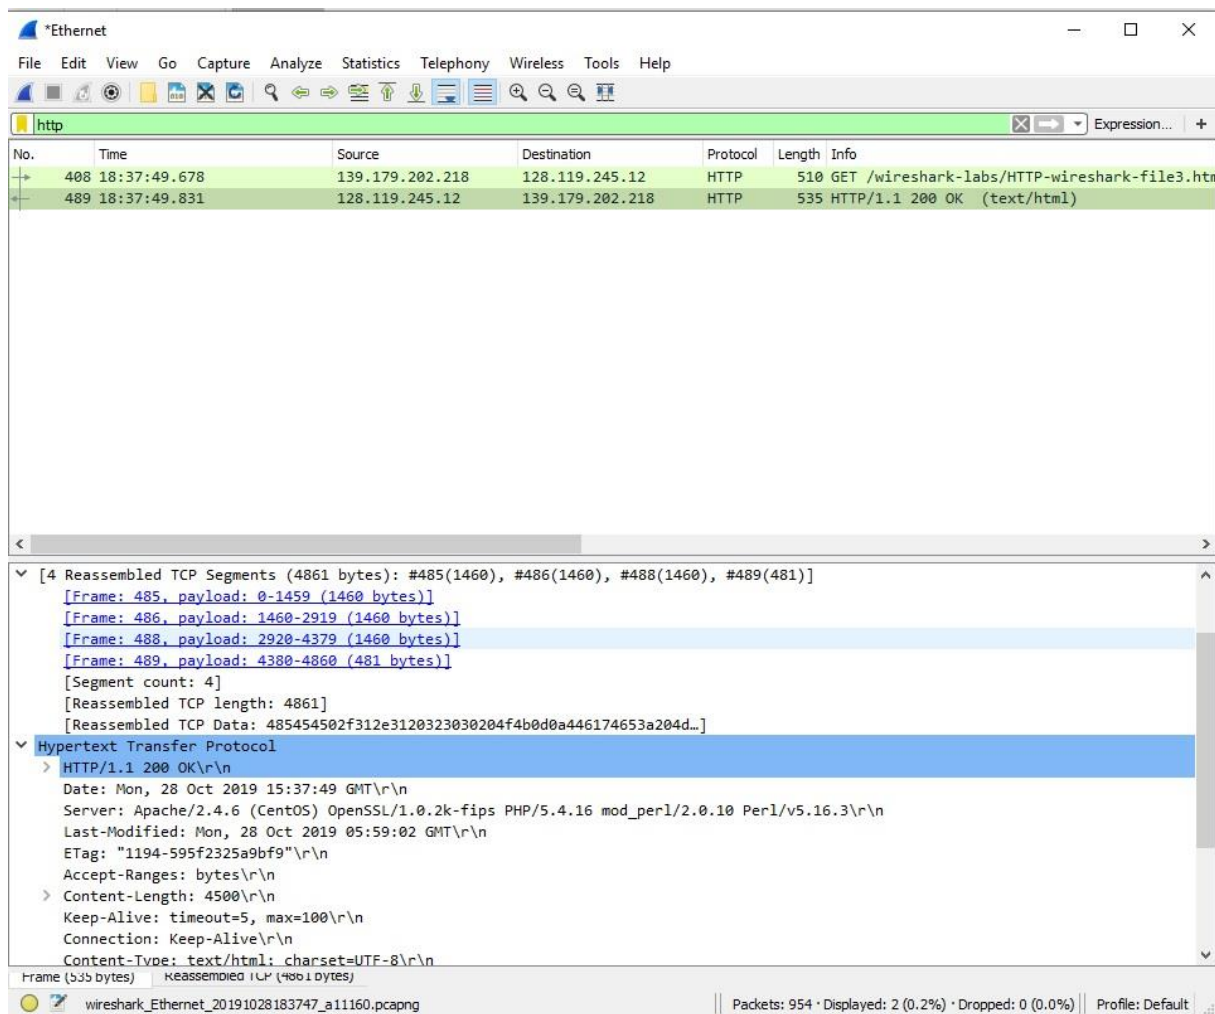 *Ethernet
File Edit View Go Capture Analyze Statistics Telephony Wireless Tools Help
http Expression... +
No. Time Source Destination Protocol Length Info
408 18:37:49.678 139.179.202.218 128.119.245.12 HTTP 510 GET /wireshark-labs/HTTP-wireshark-file3.htm
489 18:37:49.831 128.119.245.12 139.179.202.218 HTTP 535 HTTP/1.1 200 OK (text/html)
[4 Reassembled TCP Segments (4861 bytes): #485(1460), #486(1460), #488(1460), #489(481)]
[Frame: 485, payload: 0-1459 (1460 bytes)]
[Frame: 486, payload: 1460-2919 (1460 bytes)]
[Frame: 488, payload: 2920-4379 (1460 bytes)]
[Frame: 489, payload: 4380-4860 (481 bytes)]
[Segment count: 4]
[Reassembled TCP length: 4861]
[Reassembled TCP Data: 485454502f312e3120323030204f4b0d0a446174653a204d…]
Hypertext Transfer Protocol
HTTP/1.1 200 OK\r\n
Date: Mon, 28 Oct 2019 15:37:49 GMT\r\n
Server: Apache/2.4.6 (CentOS) OpenSSL/1.0.2k-fips PHP/5.4.16 mod_perl/2.0.10 Perl/v5.16.3\r\n
Last-Modified: Mon, 28 Oct 2019 05:59:02 GMT\r\n
ETag: "1194-595f2325a9bf9"\r\n
Accept-Ranges: bytes\r\n
Content-Length: 4500\r\n
Keep-Alive: timeout=5, max=100\r\n
Connection: Keep-Alive\r\n
Content-Type: text/html; charset=UTF-8\r\n
Frame (535 bytes) Reassembled TCP (4861 bytes)
wireshark_Ethernet_20191028183747_a11160.pcapng Packets: 954 · Displayed: 2 (0.2%) · Dropped: 0 (0.0%) Profile: Default